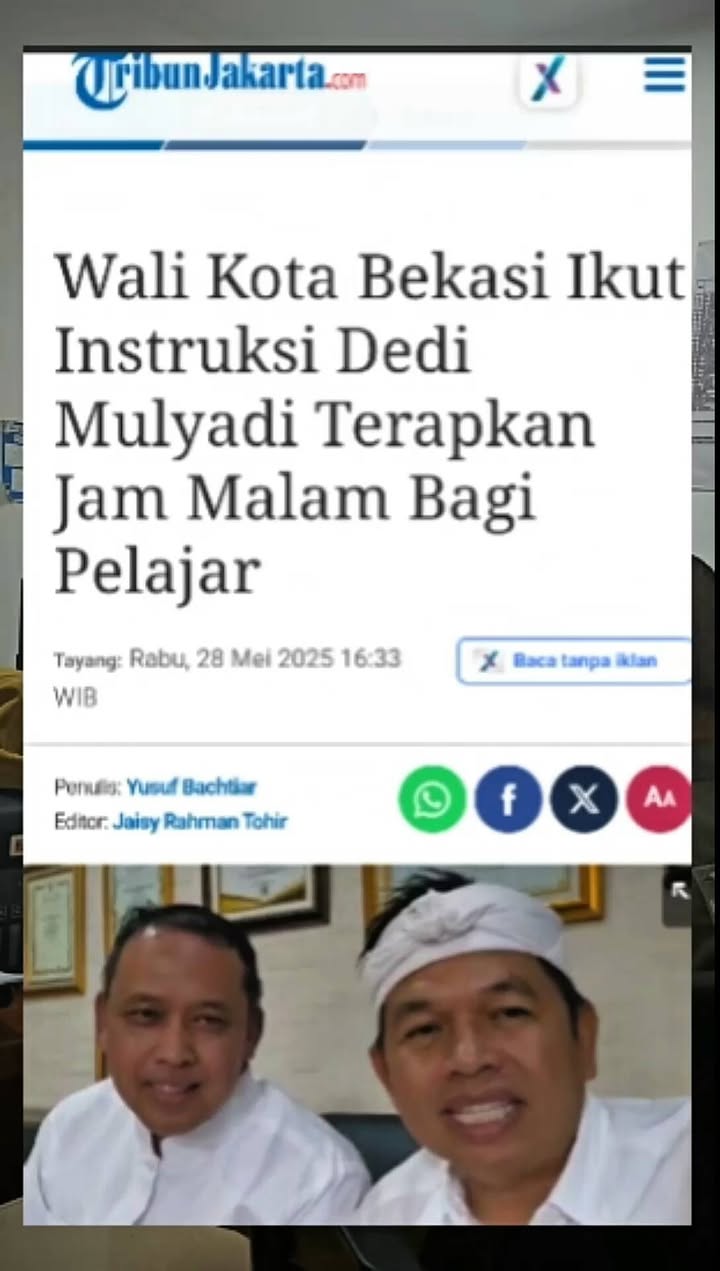 TribunJakarta.com
Wali Kota Bekasi Ikut
Instruksi Dedi
Mulyadi Terapkan
Jam Malam Bagi
Pelajar
Tayang: Rabu, 28 Mei 2025 16:33
WIB
Baca tanpa iklan
Penulis: Yusuf Bachtiar
Editor: Jaisy Rahman Tohir
AA